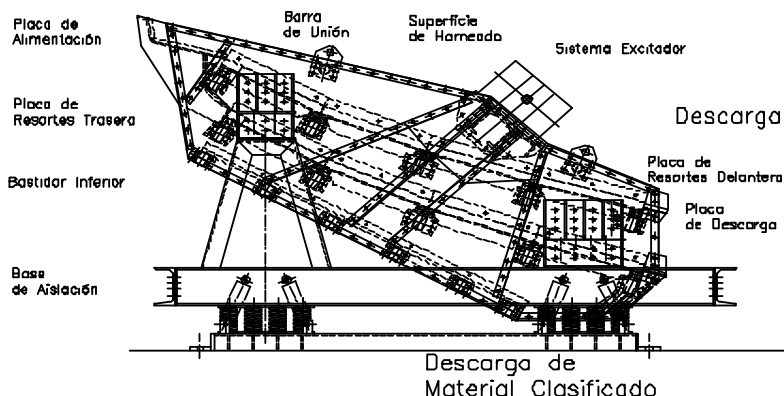 Placa de
Alimentación
Barra
de Unión
Superficie
de Harneado
Sistema Excitador
Descarga
Placa de
Resortes Trasera
Placa de
Resortes Delantera
Bastidor Inferior
Placa
de Descarga
Base
de Aislación
Descarga de
Material Clasificado